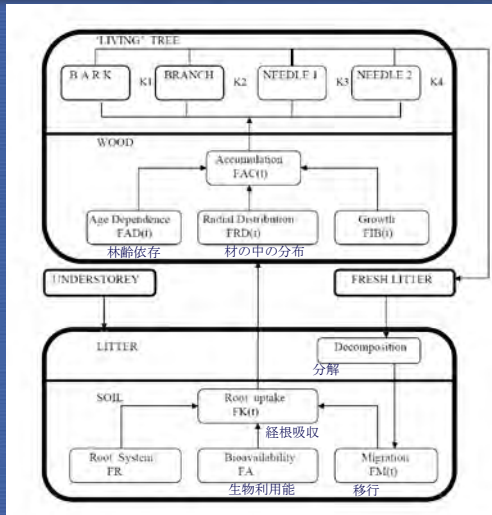 'LIVING' TREE
BARK K1 BRANCH K2 NEEDLE 1 K3 NEEDLE 2 K4
WOOD
Accumulation
FAC(t)
Age Dependence
FAD(t)
林齢依存
Radial Distribution
FRD(t)
材の中の分布
Growth
FIB(t)
UNDERSTOREY
FRESH LITTER
LITTER
Decomposition
分解
SOIL
Root uptake
FK(t)
経根吸収
Root System
FR
Bioavailability
FA
生物利用能
Migration
FM(t)
移行